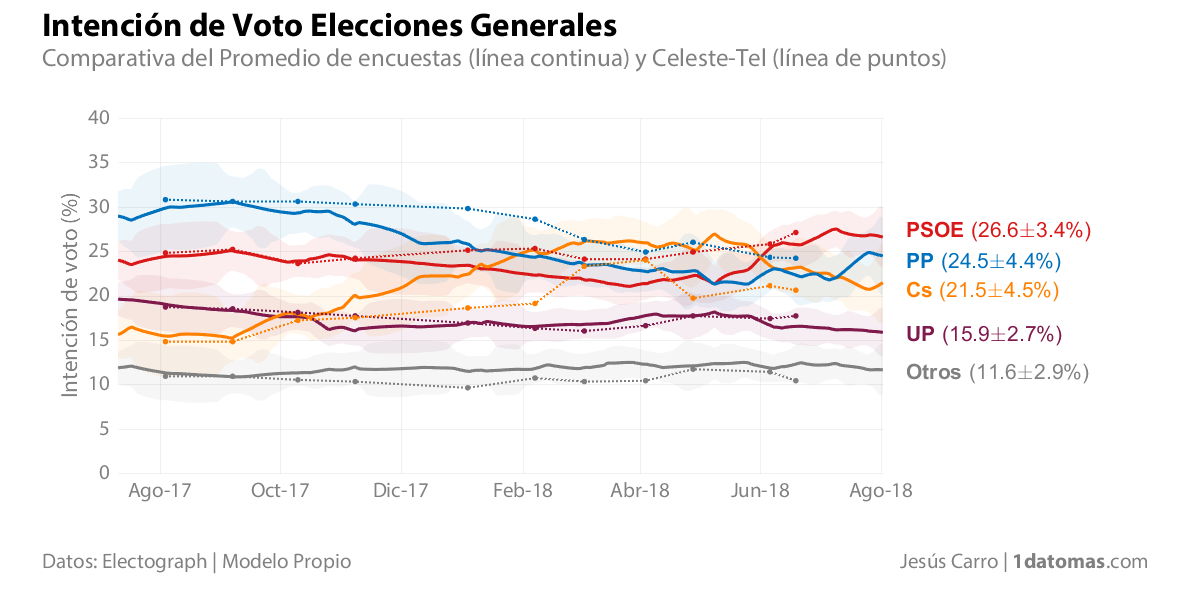 Intención de Voto Elecciones Generales
Comparativa del Promedio de encuestas (línea continua) y Celeste-Tel (línea de puntos)
Intención de voto (%)
40
35
30
25
20
15
10
5
0
Ago-17 Oct-17 Dic-17 Feb-18 Abr-18 Jun-18 Ago-18
PSOE (26.6±3.4%)
PP (24.5±4.4%)
Cs (21.5±4.5%)
UP (15.9±2.7%)
Otros (11.6±2.9%)
Datos: Electograph | Modelo Propio
Jesús Carro | 1datomas.com